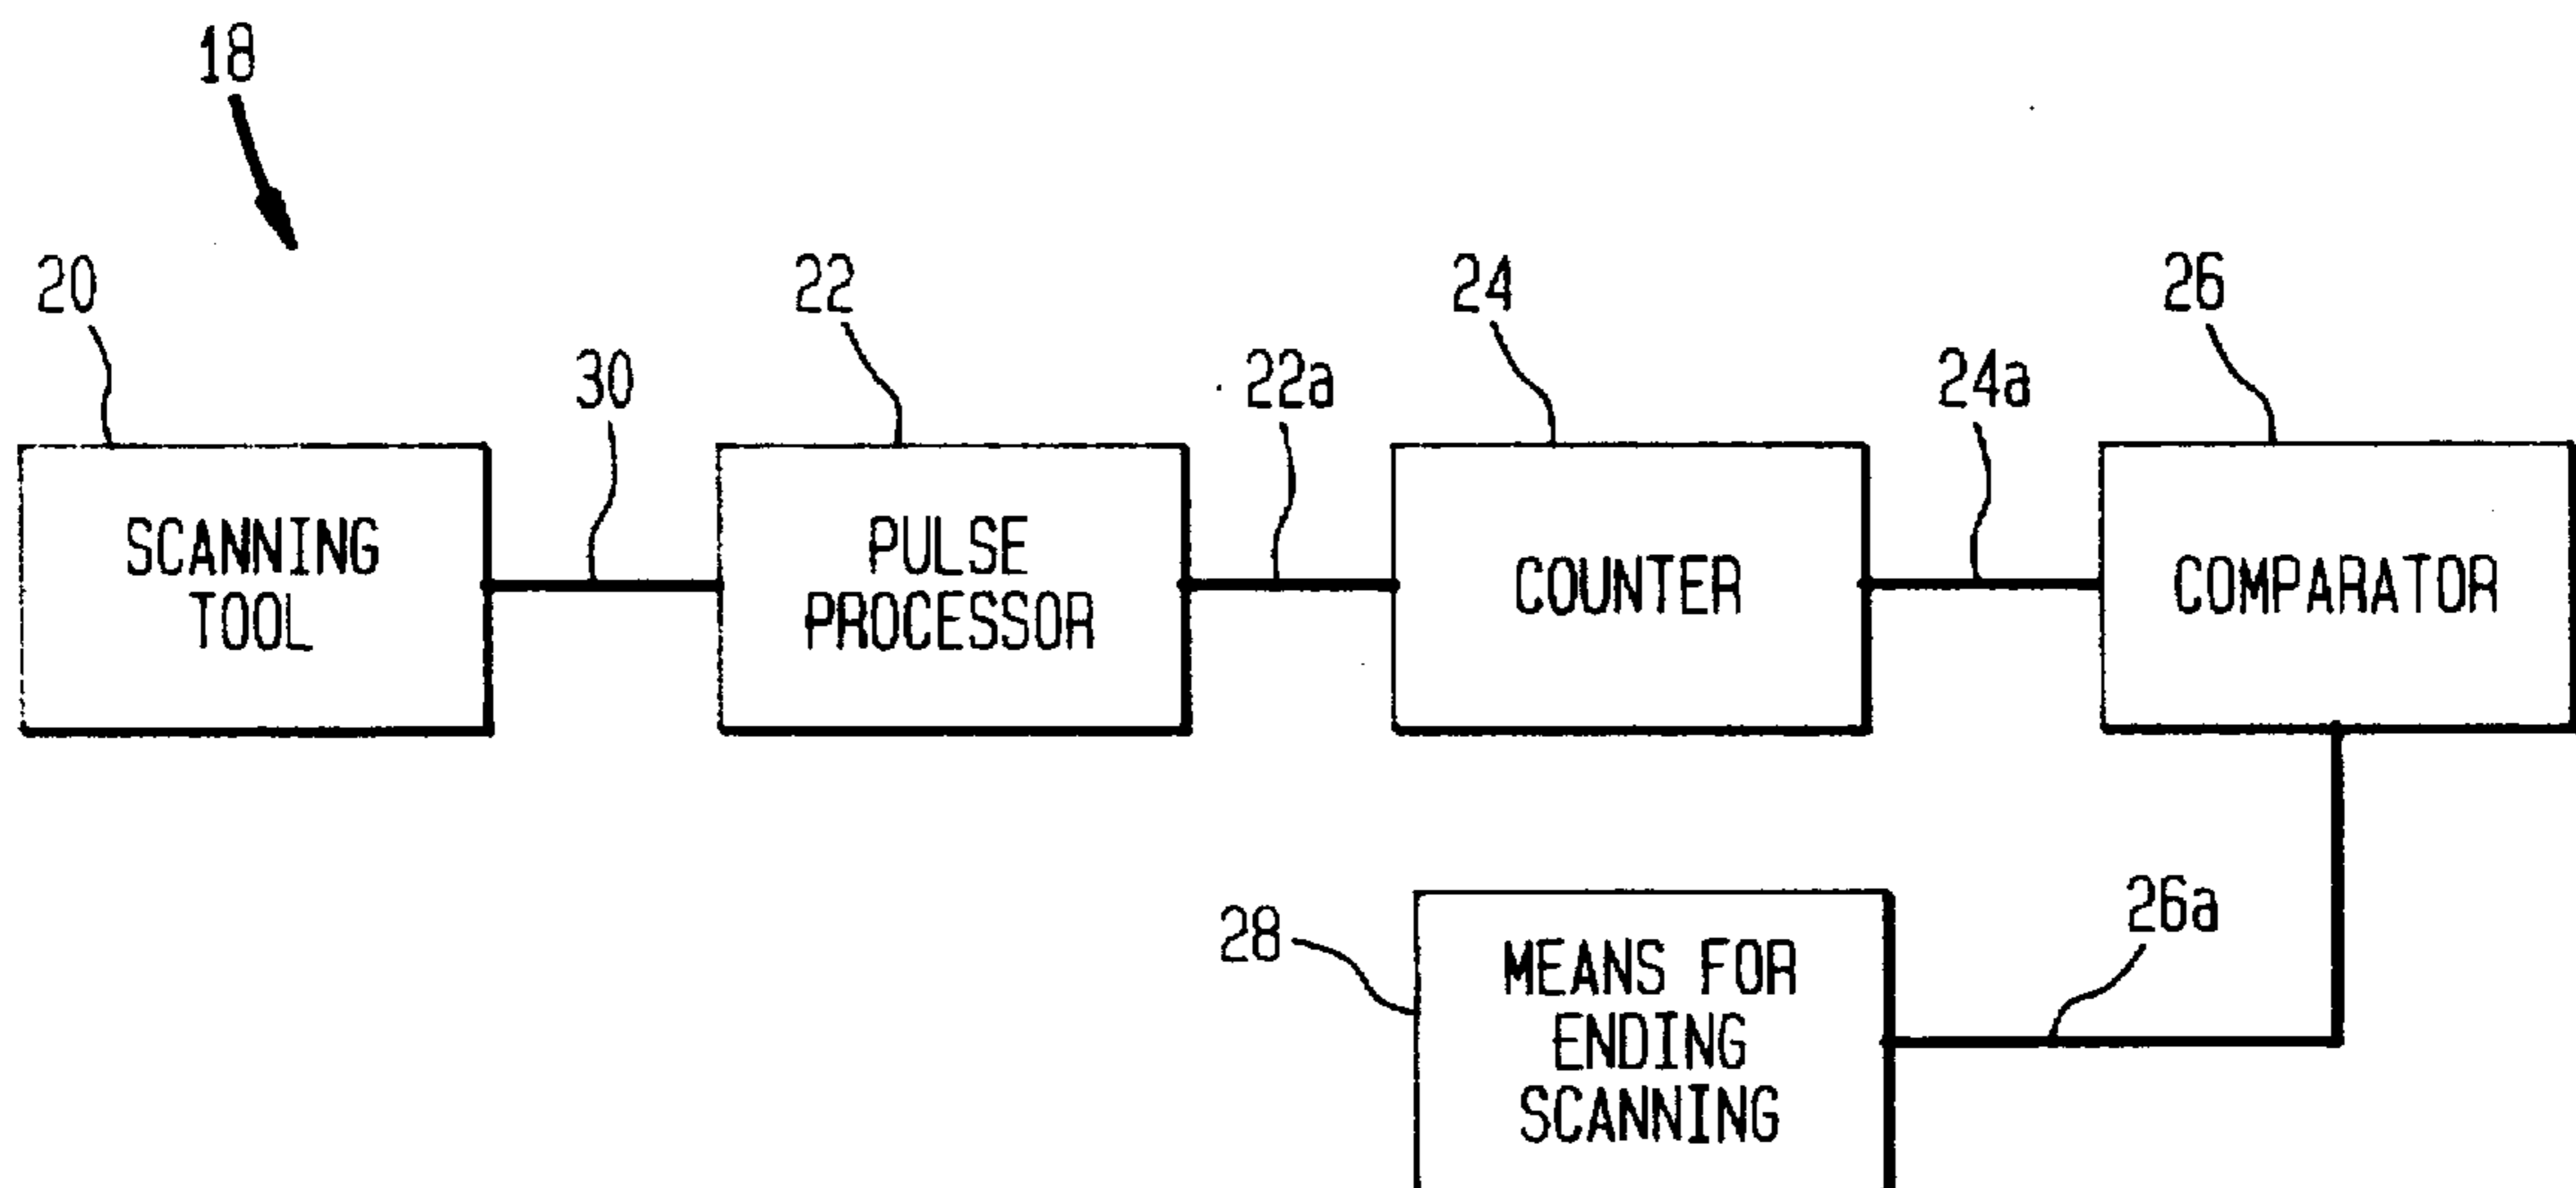 18
20
22
24
26
30
22a
24a
SCANNING
TOOL
PULSE
PROCESSOR
COUNTER
COMPARATOR
28
26a
MEANS FOR
ENDING
SCANNING